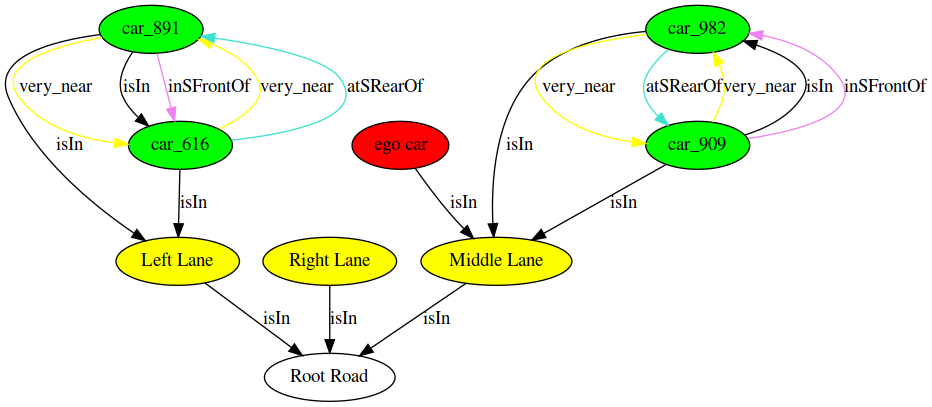 car_891
car_982
very_near
isIn
inSFrontOf
very_near
atSRearOf
very_near
atSRearOf
very_near
isIn
inSFrontOf
isIn
car_616
isIn
ego car
car_909
isIn
isIn
isIn
Left Lane
Right Lane
Middle Lane
isIn
isIn
isIn
Root Road